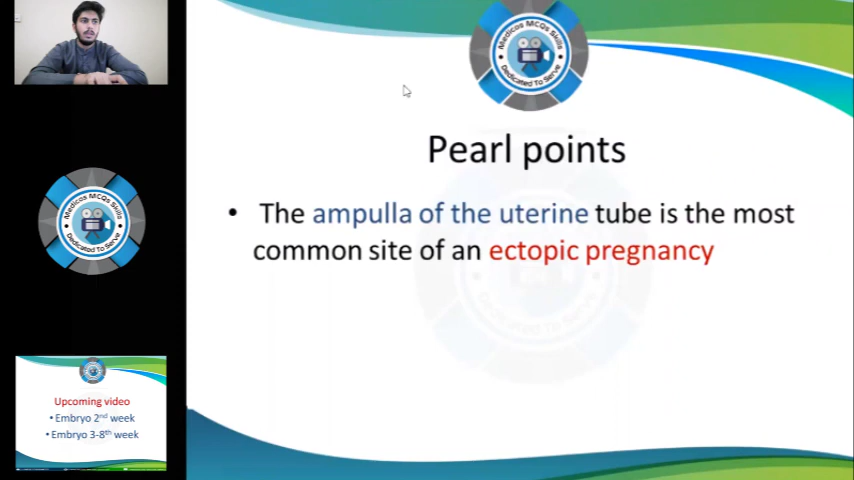 Medicos MCQs Skills
Dedicated To Serve
Pearl points
• The ampulla of the uterine tube is the most
common site of an ectopic pregnancy
Medicos MCQs Skills
Dedicated To Serve
Upcoming video
• Embryo 2nd week
• Embryo 3-8th week